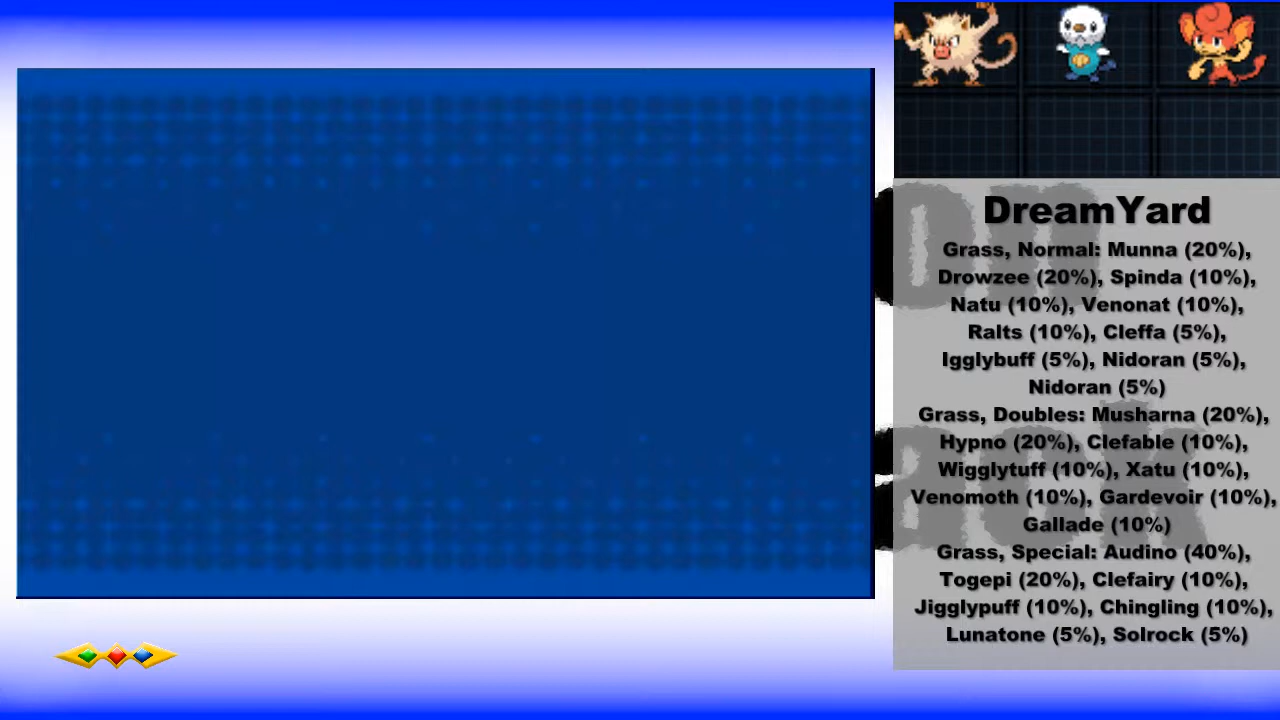 DreamYard
Grass, Normal: Munna (20%),
Drowzee (20%), Spinda (10%),
Natu (10%), Venonat (10%),
Ralts (10%), Cleffa (5%),
Igglybuff (5%), Nidoran (5%),
Nidoran (5%)
Grass, Doubles: Musharna (20%),
Hypno (20%), Clefable (10%),
Wigglytuff (10%), Xatu (10%),
Venomoth (10%), Gardevoir (10%),
Gallade (10%)
Grass, Special: Audino (40%),
Togepi (20%), Clefairy (10%),
Jigglypuff (10%), Chingling (10%),
Lunatone (5%), Solrock (5%)